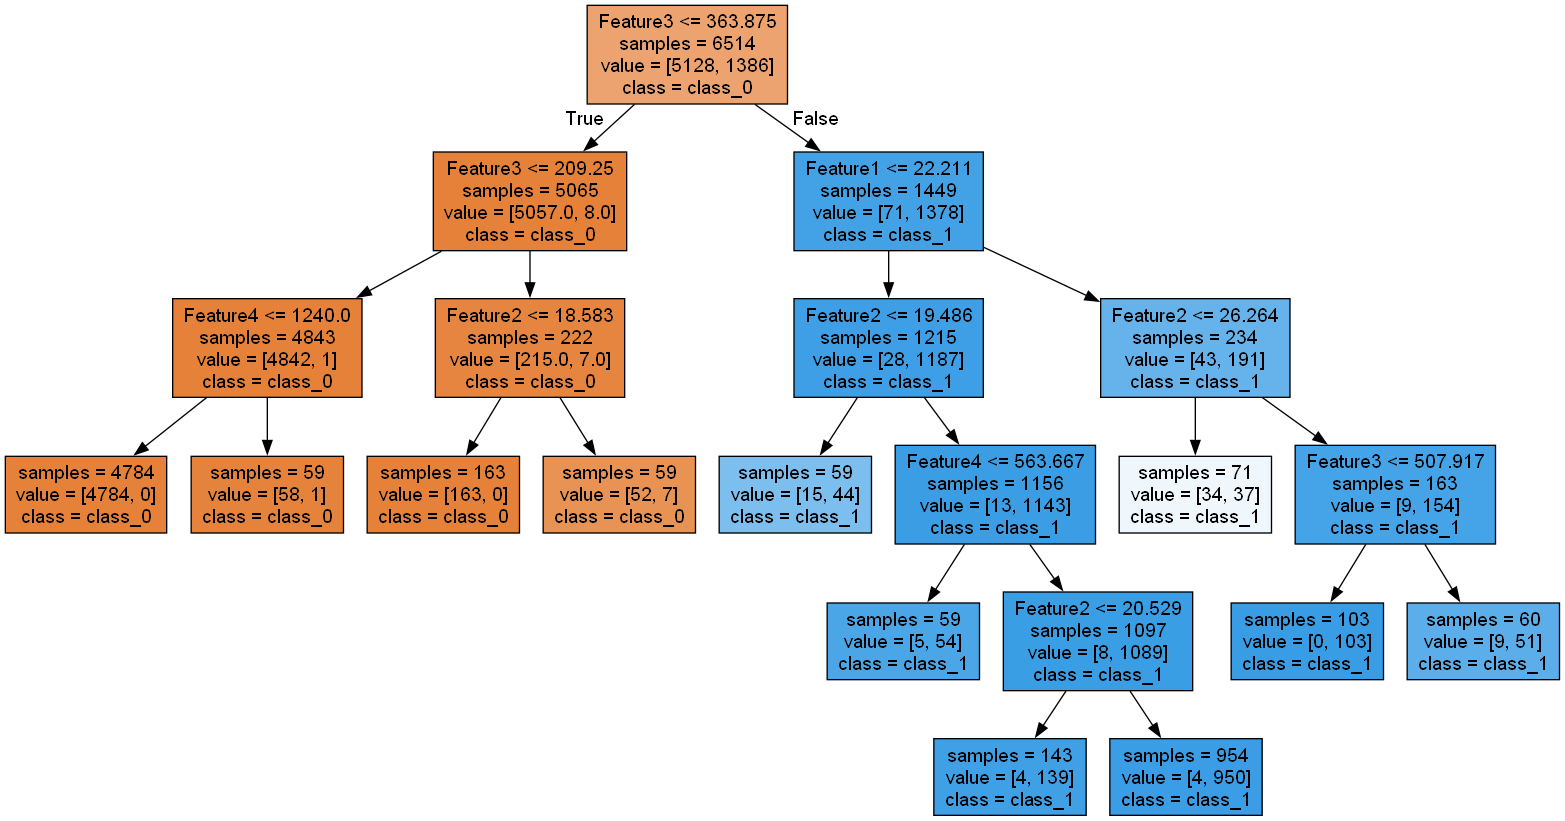 Feature3 <= 363.875
samples = 6514
value = [5128, 1386]
class = class_0
True
False
Feature3 <= 209.25
samples = 5065
value = [5057.0, 8.0]
class = class_0
Feature1 <= 22.211
samples = 1449
value = [71, 1378]
class = class_1
Feature4 <= 1240.0
samples = 4843
value = [4842, 1]
class = class_0
Feature2 <= 18.583
samples = 222
value = [215.0, 7.0]
class = class_0
Feature2 <= 19.486
samples = 1215
value = [28, 1187]
class = class_1
Feature2 <= 26.264
samples = 234
value = [43, 191]
class = class_1
samples = 4784
value = [4784, 0]
class = class_0
samples = 59
value = [58, 1]
class = class_0
samples = 163
value = [163, 0]
class = class_0
samples = 59
value = [52, 7]
class = class_0
samples = 59
value = [15, 44]
class = class_1
Feature4 <= 563.667
samples = 1156
value = [13, 1143]
class = class_1
samples = 71
value = [34, 37]
class = class_1
Feature3 <= 507.917
samples = 163
value = [9, 154]
class = class_1
samples = 59
value = [5, 54]
class = class_1
Feature2 <= 20.529
samples = 1097
value = [8, 1089]
class = class_1
samples = 103
value = [0, 103]
class = class_1
samples = 60
value = [9, 51]
class = class_1
samples = 143
value = [4, 139]
class = class_1
samples = 954
value = [4, 950]
class = class_1